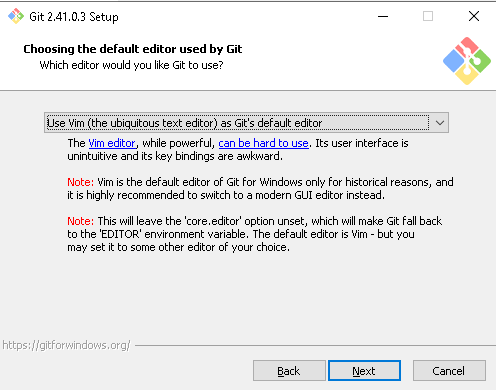 Git 2.41.0.3 Setup
Choosing the default editor used by Git
Which editor would you like Git to use?
Use Vim (the ubiquitous text editor) as Git's default editor
The Vim editor, while powerful, can be hard to use. Its user interface is
unintuitive and its key bindings are awkward.
Note: Vim is the default editor of Git for Windows only for historical reasons, and
it is highly recommended to switch to a modern GUI editor instead.
Note: This will leave the 'core.editor' option unset, which will make Git fall back
to the 'EDITOR' environment variable. The default editor is Vim - but you
may set it to some other editor of your choice.
https://gitforwindows.org/
Back Next Cancel